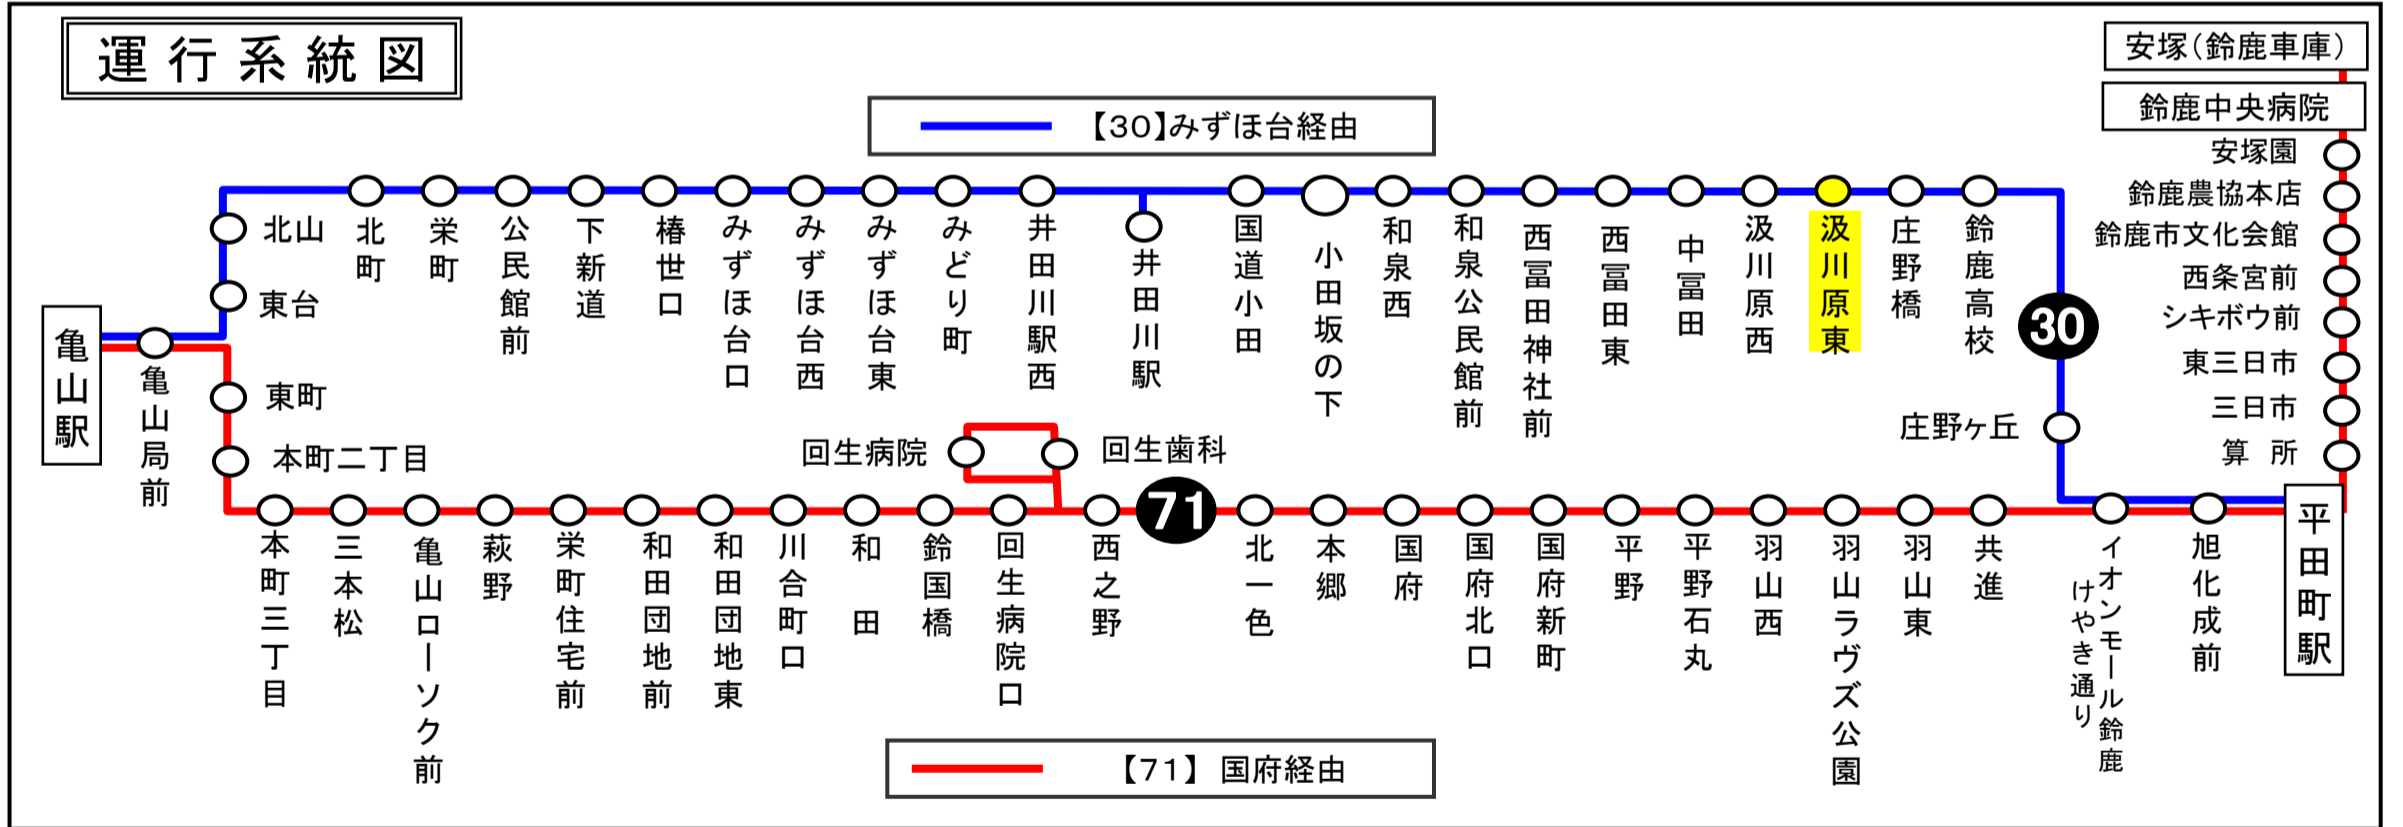 運行系統図
【30】みずほ台経由
安塚(鈴鹿車庫)
鈴鹿中央病院
安塚園
鈴鹿農協本店
鈴鹿市文化会館
西条宮前
シキボウ前
東三日市
三日市
算所
平田町駅
亀山駅
亀山局前
東台
北山
北町
栄町
公民館前
下新道
椿世口
みずほ台口
みずほ台西
みずほ台東
みどり町
井田川駅西
井田川駅
国道小田
小田坂の下
和泉西
和泉公民館前
西冨田神社前
西冨田東
中冨田
汲川原西
汲川原東
庄野橋
鈴鹿高校
30
庄野ヶ丘
東町
本町二丁目
本町三丁目
三本松
亀山ローソク前
萩野
栄町住宅前
和田団地前
和田団地東
川合町口
和田
鈴国橋
回生病院口
回生病院
回生歯科
西之野
71
北一色
本郷
国府
国府北口
国府新町
平野
平野石丸
羽山西
羽山ラヴズ公園
羽山東
共進
イオンモール鈴鹿
けやき通り
旭化成前
【71】 国府経由